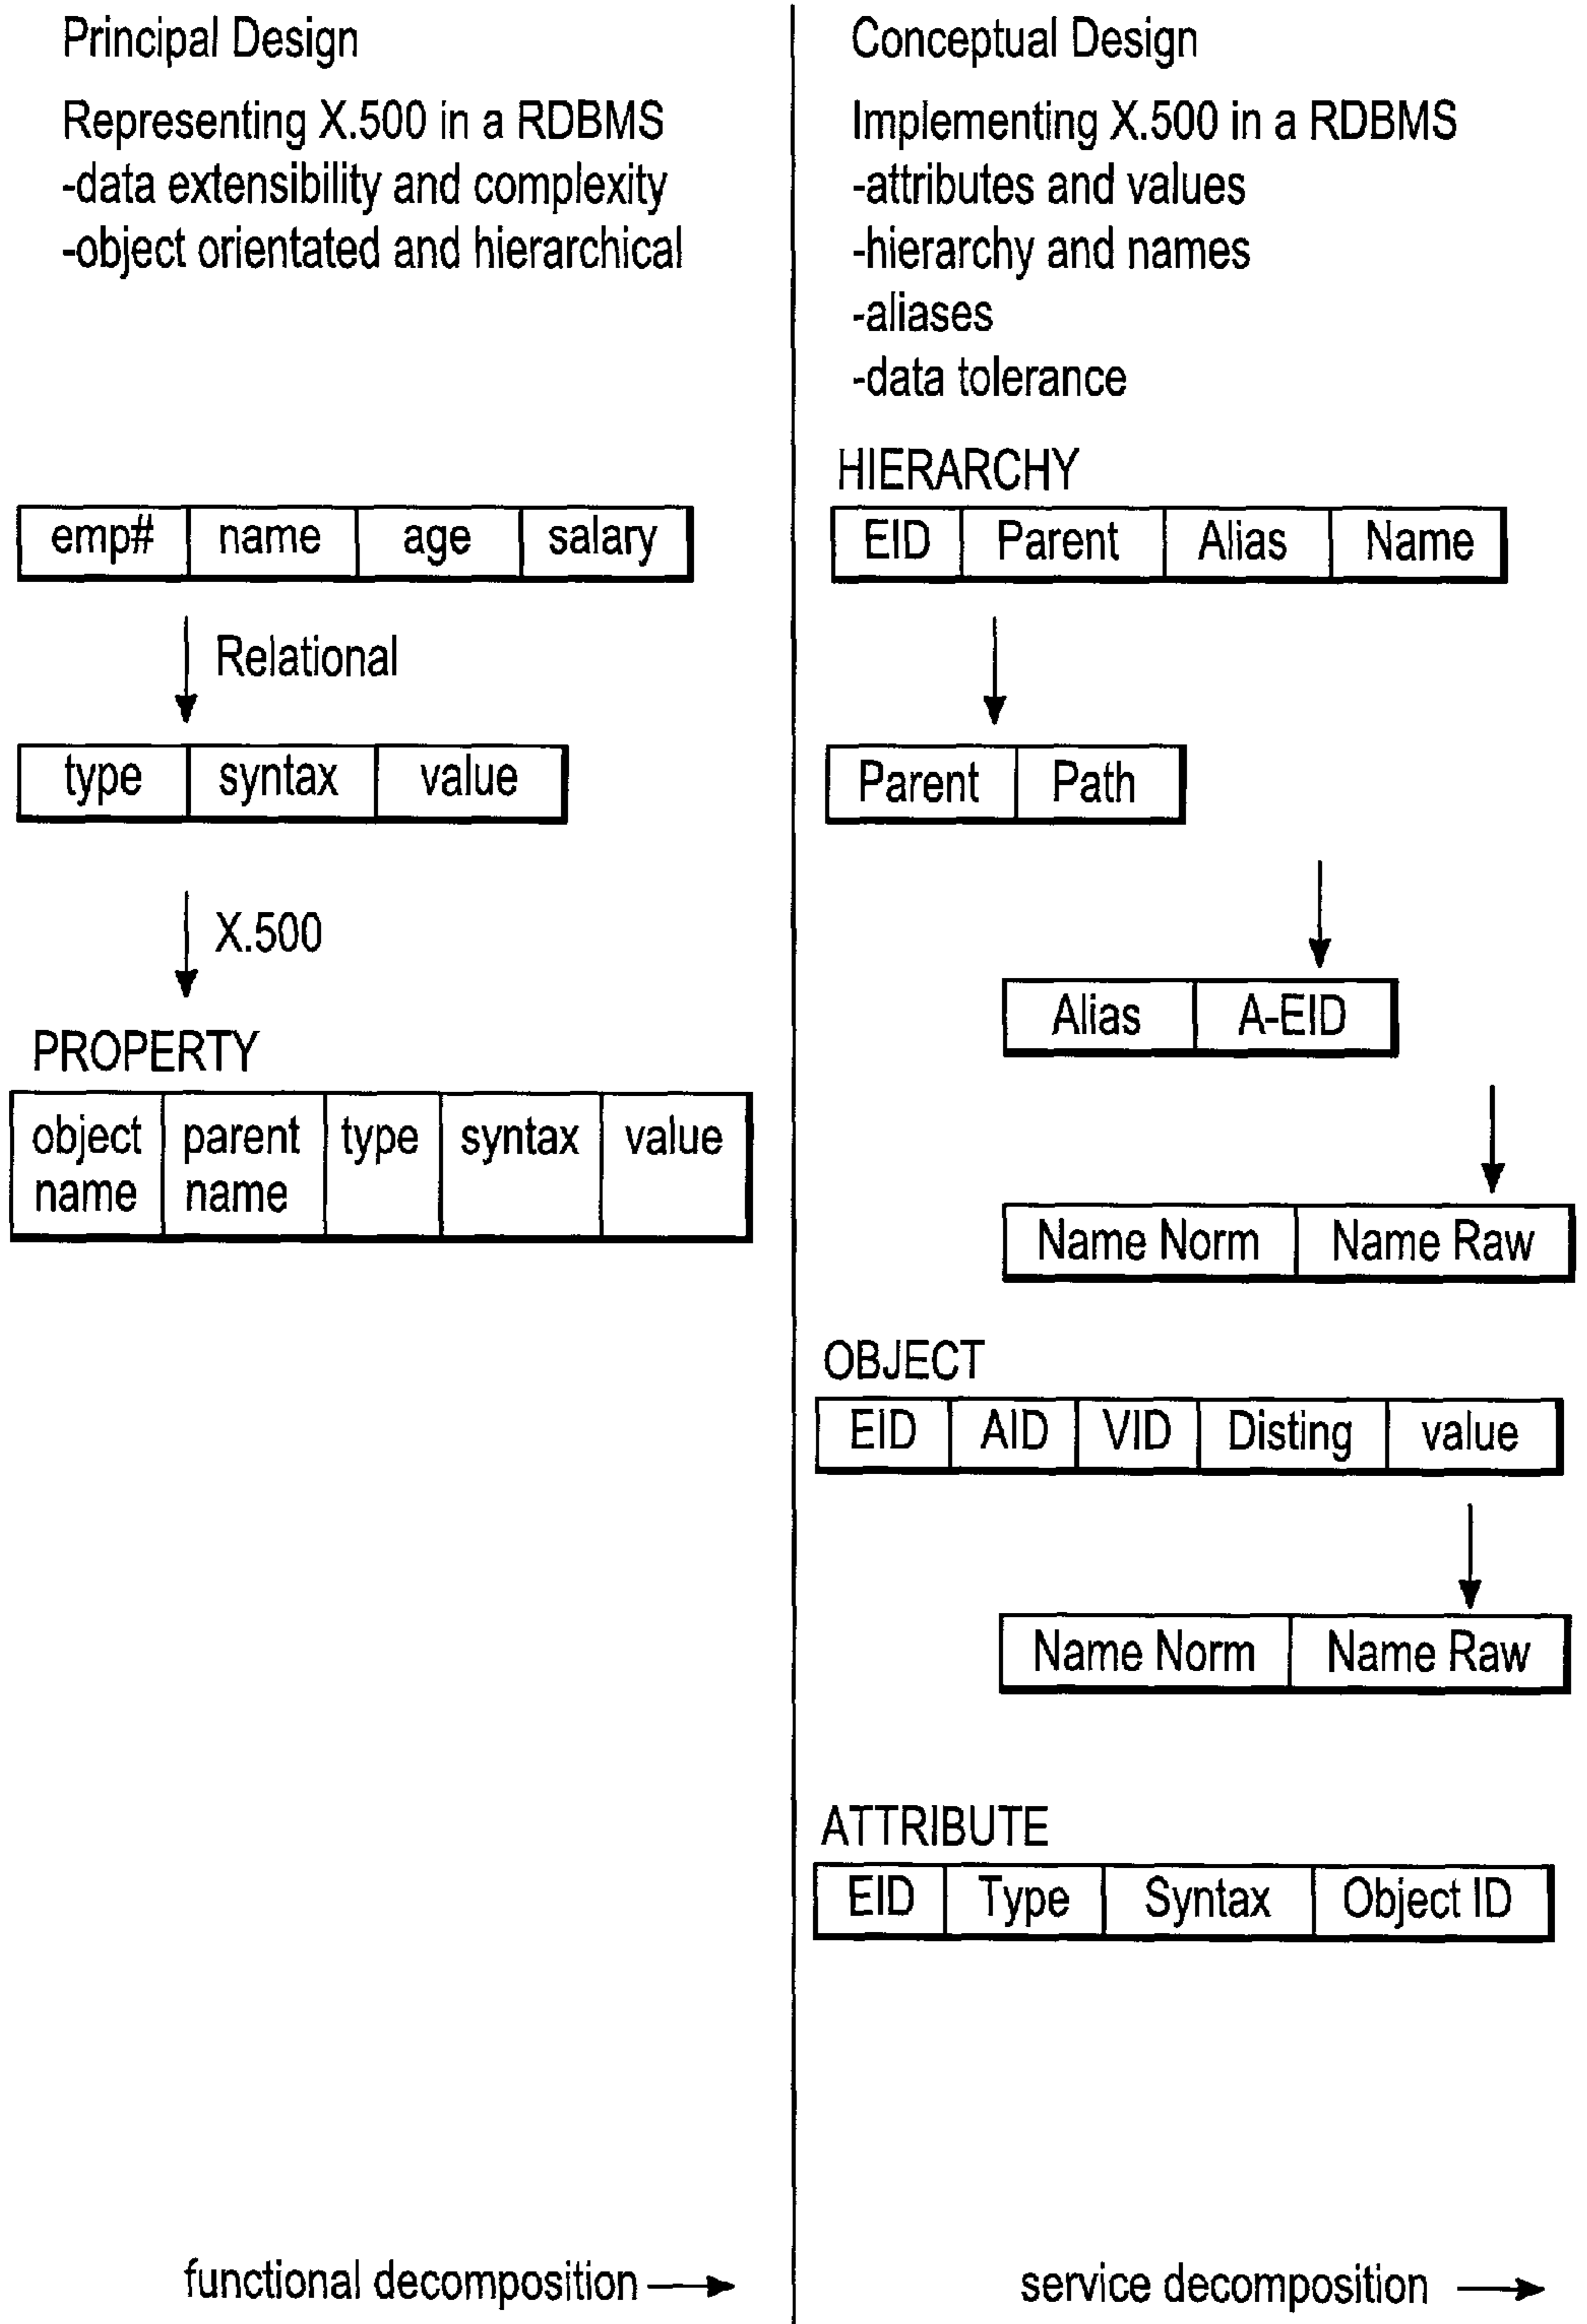 Principal Design
Representing X.500 in a RDBMS
-data extensibility and complexity
-object orientated and hierarchical
emp# name age salary
Relational
type syntax value
X.500
PROPERTY
object name parent name type syntax value
functional decomposition
Conceptual Design
Implementing X.500 in a RDBMS
-attributes and values
-hierarchy and names
-aliases
-data tolerance
HIERARCHY
EID Parent Alias Name
Parent Path
Alias A-EID
Name Norm Name Raw
OBJECT
EID AID VID Disting value
Name Norm Name Raw
ATTRIBUTE
EID Type Syntax Object ID
service decomposition